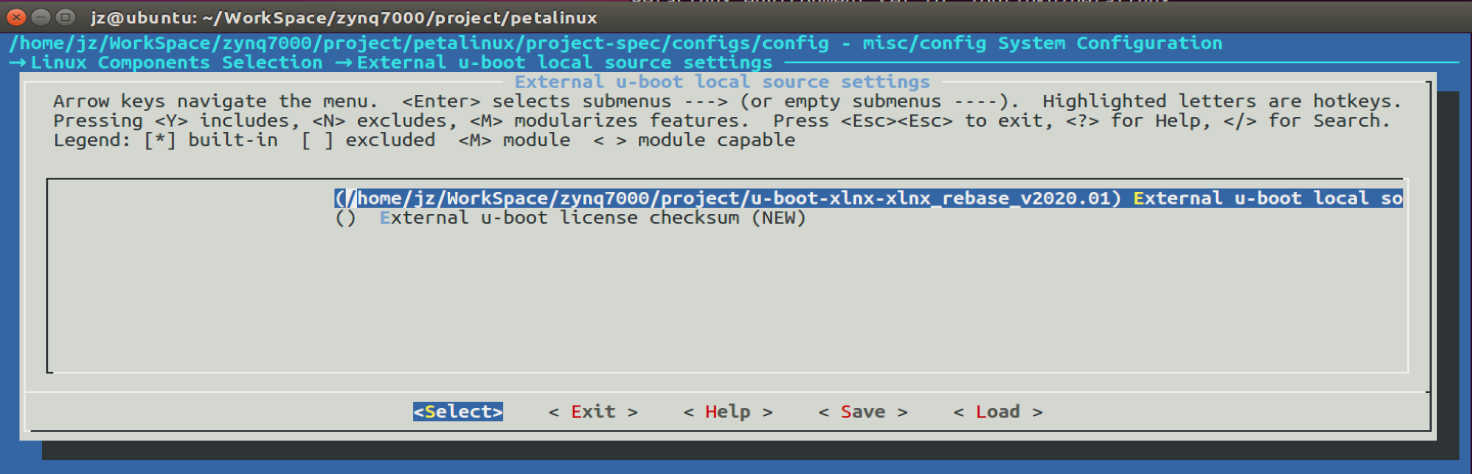 jz@ubuntu: ~/WorkSpace/zynq7000/project/petalinux
/home/jz/WorkSpace/zynq7000/project/petalinux/project-spec/configs/config - misc/config System Configuration
→ Linux Components Selection → External u-boot local source settings
External u-boot local source settings
Arrow keys navigate the menu.  <Enter> selects submenus ---> (or empty submenus ----).  Highlighted letters are hotkeys.
Pressing <Y> includes, <N> excludes, <M> modularizes features.  Press <Esc><Esc> to exit, <?> for Help, </> for Search.
Legend: [*] built-in  [ ] excluded  <M> module  < > module capable
(/home/jz/WorkSpace/zynq7000/project/u-boot-xlnx-xlnx_rebase_v2020.01) External u-boot local so
()  External u-boot license checksum (NEW)
<Select>    < Exit >    < Help >    < Save >    < Load >